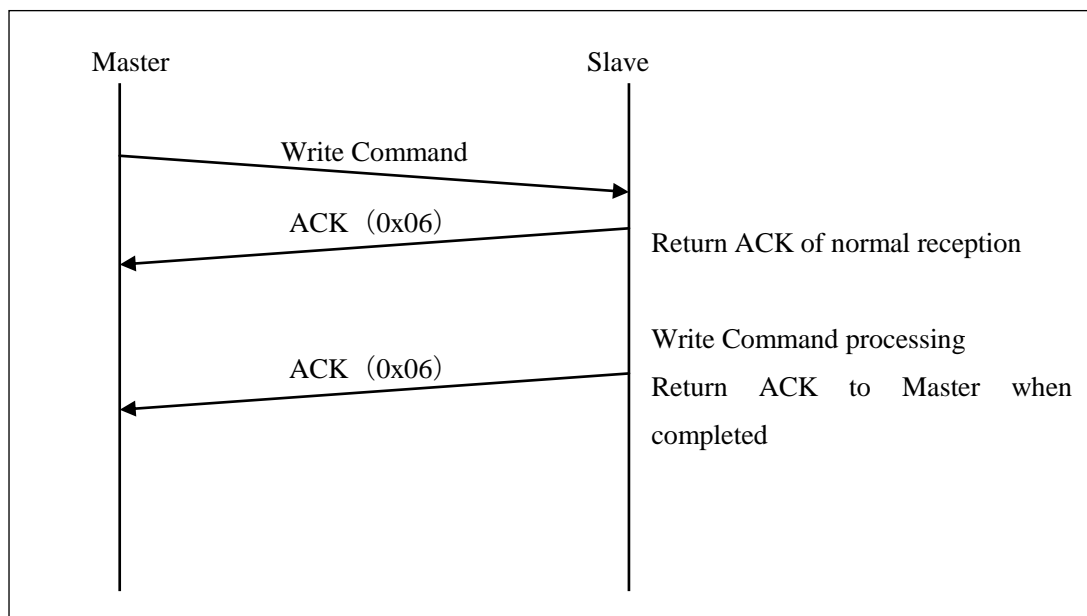 Master
Slave
Write Command
ACK（0x06）
Return ACK of normal reception
Write Command processing
ACK（0x06）
Return ACK to Master when
completed